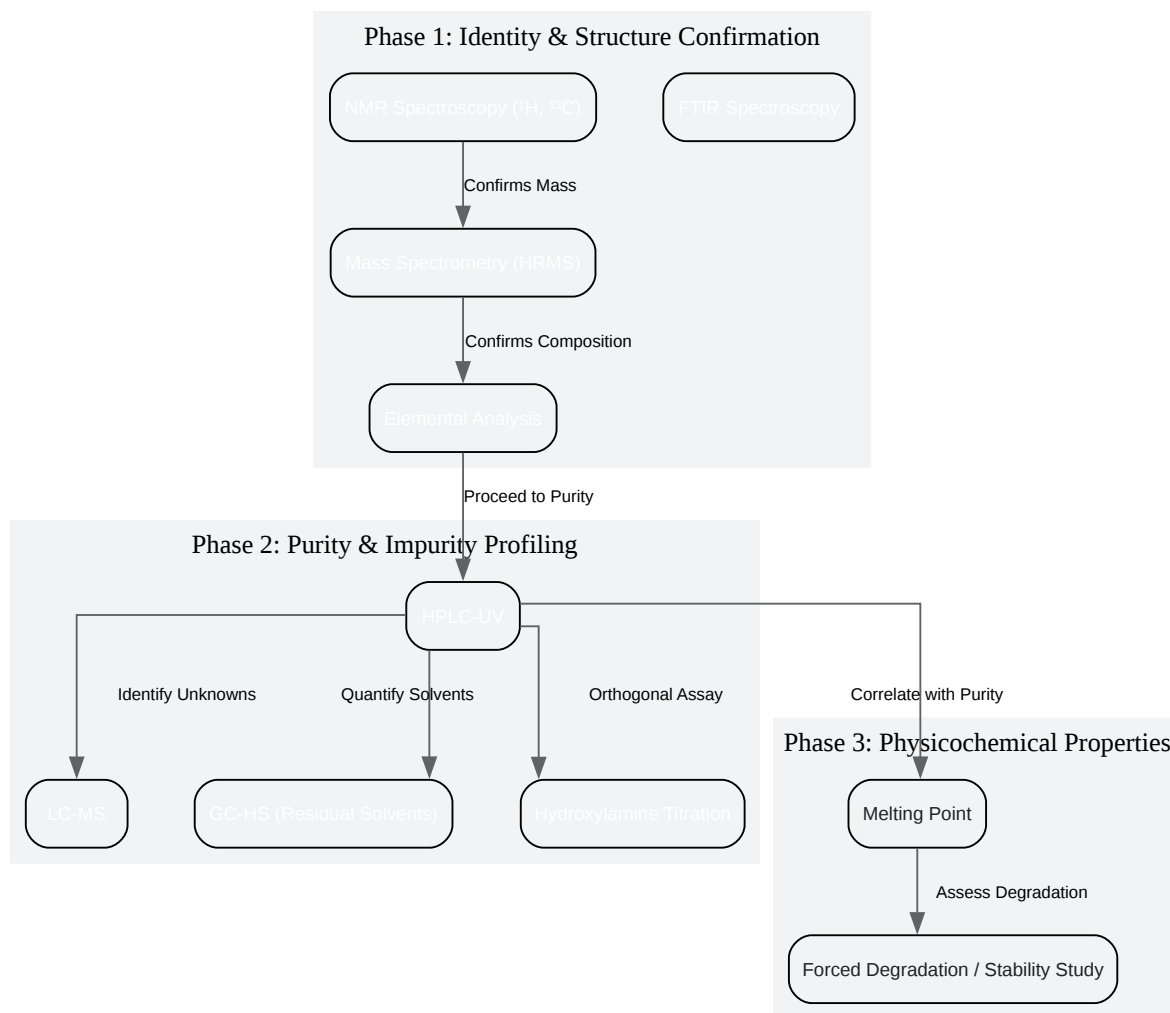 Phase 1: Identity & Structure Confirmation
NMR Spectroscopy (¹H, ¹³C)
FTIR Spectroscopy
Confirms Mass
Mass Spectrometry (HRMS)
Confirms Composition
Elemental Analysis
Proceed to Purity
Phase 2: Purity & Impurity Profiling
HPLC-UV
Identify Unknowns
Quantify Solvents
Orthogonal Assay
Correlate with Purity
Phase 3: Physicochemical Properties
LC-MS
GC-HS (Residual Solvents)
Hydroxylamine Titration
Melting Point
Assess Degradation
Forced Degradation / Stability Study